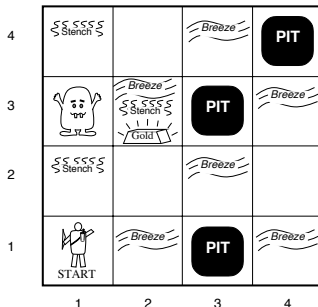 4
Stench
Breeze
PIT
3
Breeze
Stench
Gold
PIT
Breeze
2
Stench
Breeze
1
START
Breeze
PIT
Breeze
1 2 3 4